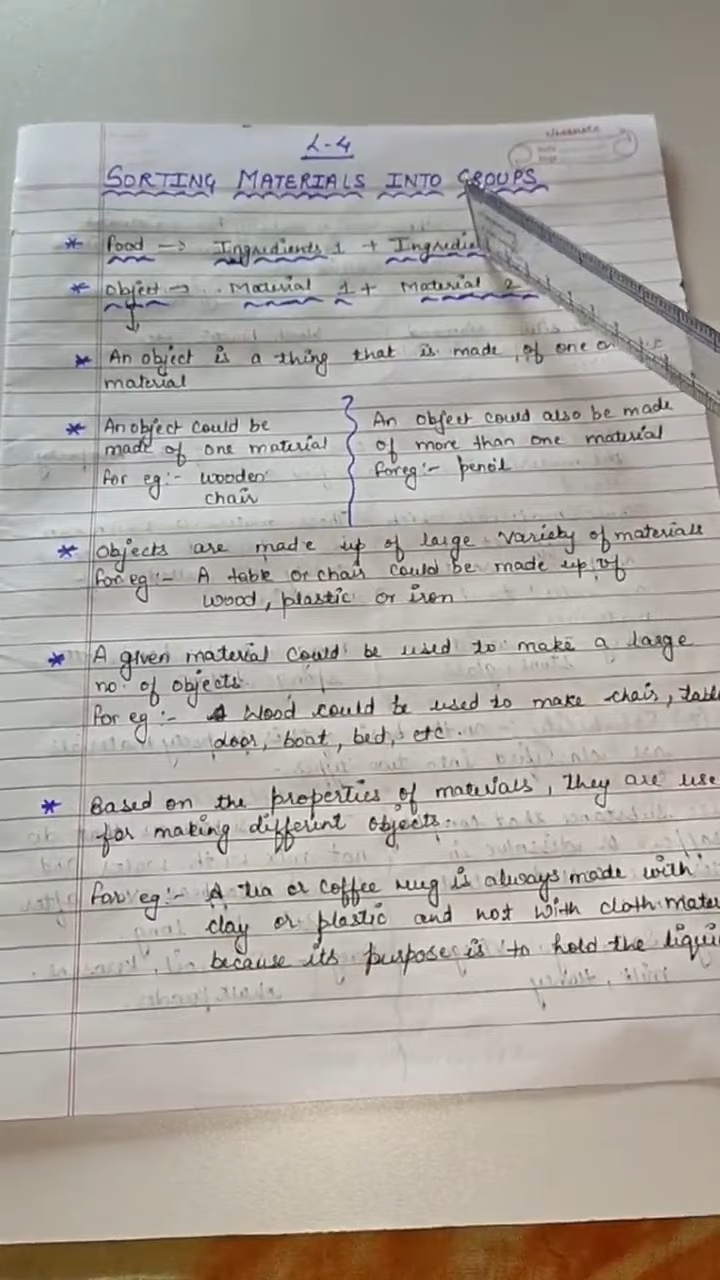 L-4
SORTING MATERIALS INTO GROUPS
* Food → Ingredients 1 + Ingredie
* Object → Material 1 + Material 2
* An object is a thing that is made of one o
material
* An object could be
made of one material
for eg:- wooden
chair
An object could also be made
of more than one material
for eg:- pencil
* Objects are made up of large variety of materials
for eg:- A table or chair could be made up of
wood, plastic or iron
* A given material could be used to make a large
no. of objects.
for eg:- Wood could be used to make chair, tabl
door, boat, bed, etc.
* Based on the properties of materials, They are use
for making different objects.
for eg:- A tea or coffee mug is always made with
clay or plastic and not with cloth mater
because its purpose is to hold the liqui